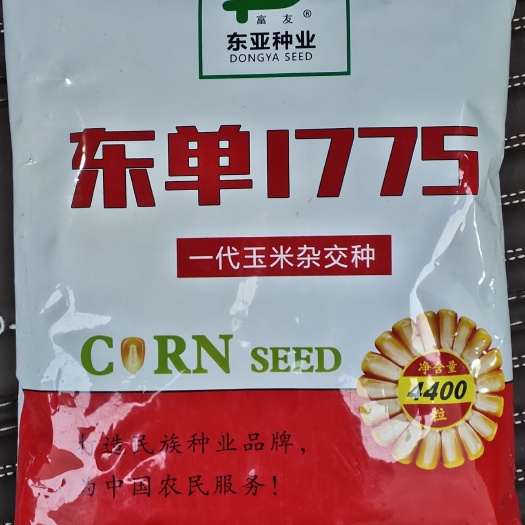 富友®
东亚种业
DONGYA SEED
东单1775
一代玉米杂交种
CORN SEED
净含量
4400
粒
打造民族种业品牌，
为中国农民服务！